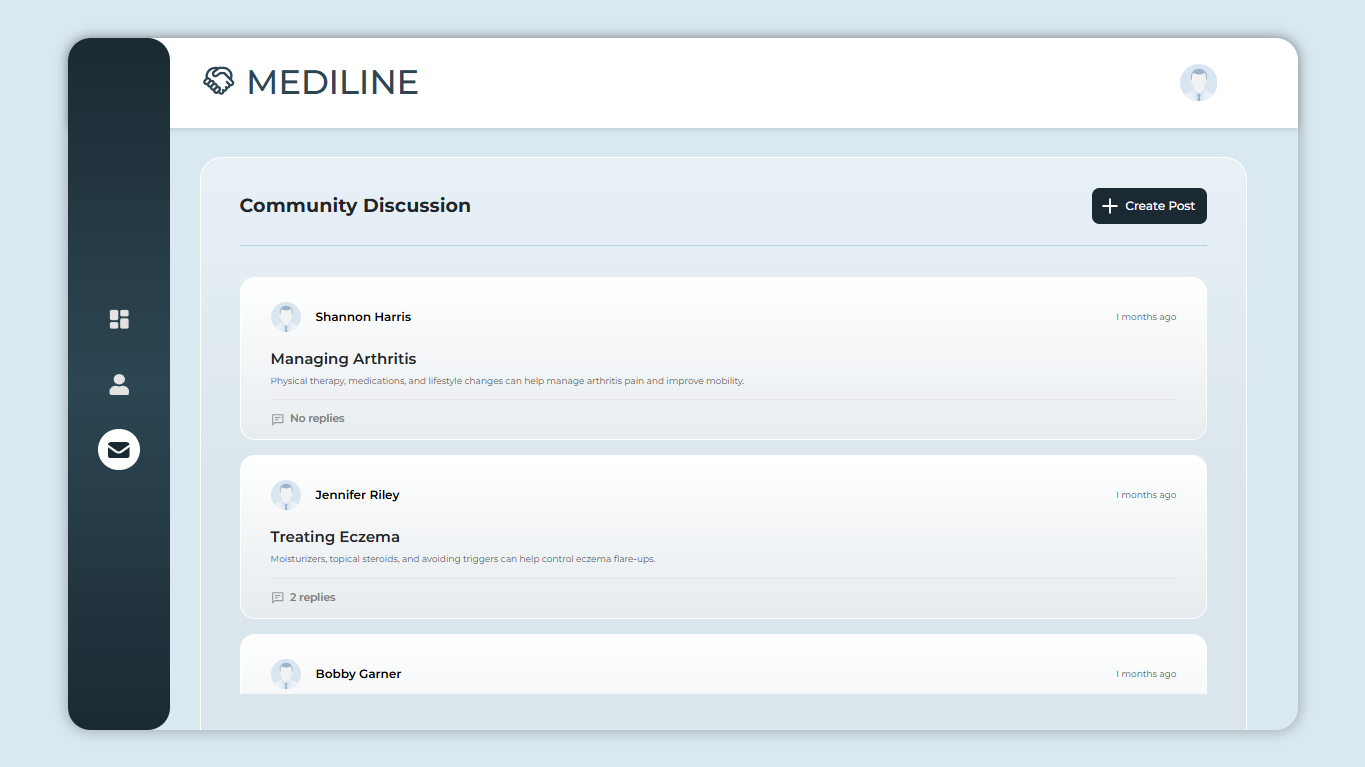 MEDILINE
Community Discussion
Create Post
Shannon Harris
1 months ago
Managing Arthritis
Physical therapy, medications, and lifestyle changes can help manage arthritis pain and improve mobility.
No replies
Jennifer Riley
1 months ago
Treating Eczema
Moisturizers, topical steroids, and avoiding triggers can help control eczema flare-ups.
2 replies
Bobby Garner
1 months ago